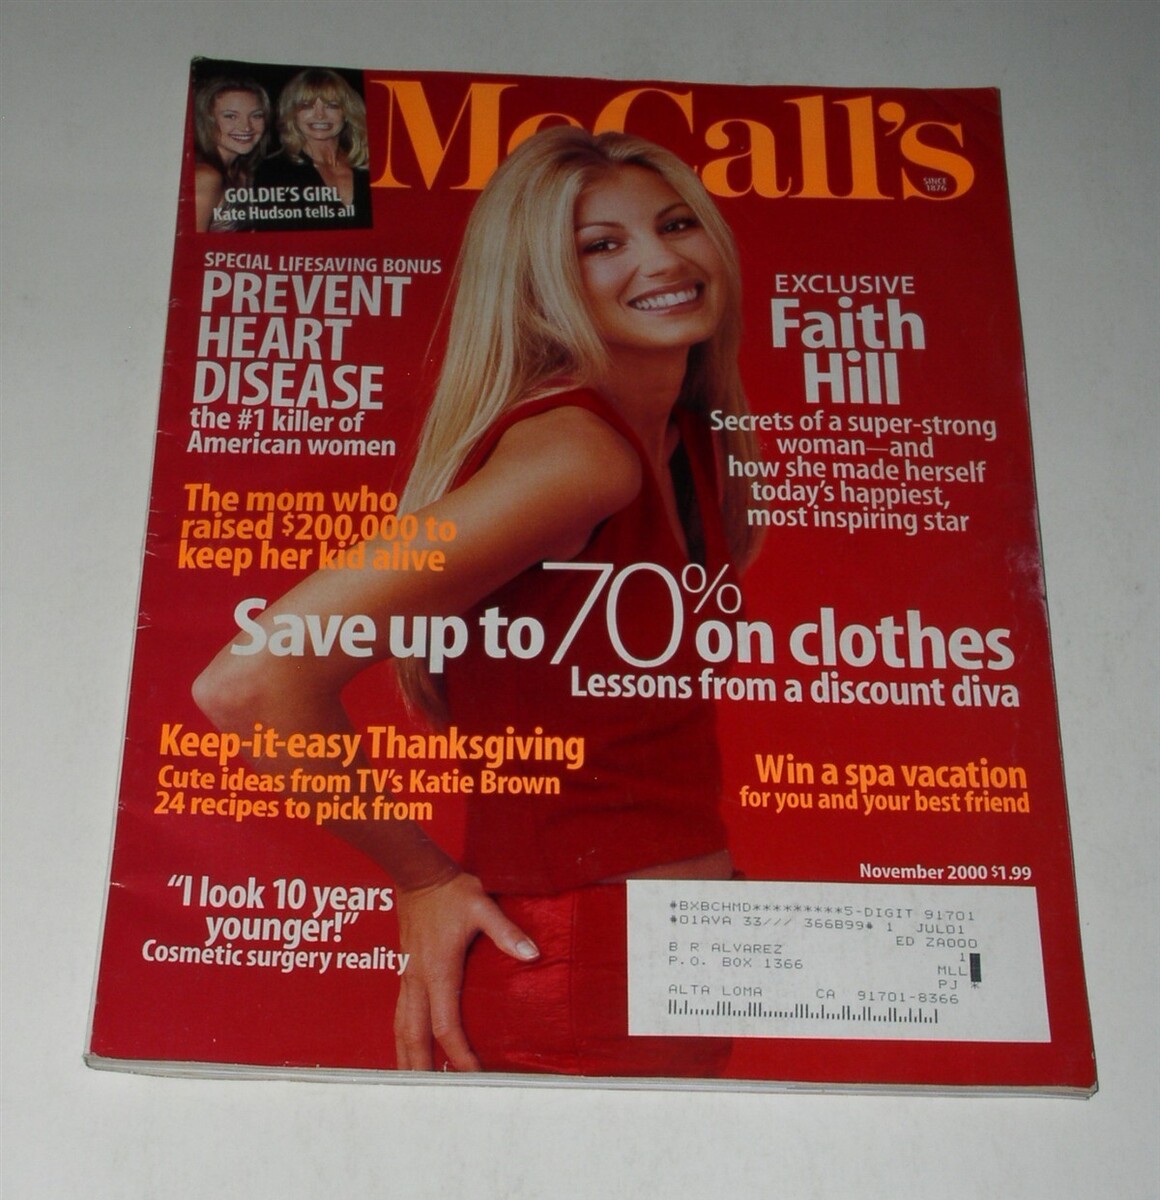 McCall's
SINCE
1876
GOLDIE'S GIRL
Kate Hudson tells all
SPECIAL LIFESAVING BONUS
PREVENT
HEART
DISEASE
the #1 killer of
American women
EXCLUSIVE
Faith
Hill
Secrets of a super-strong
woman—and
how she made herself
today's happiest,
most inspiring star
The mom who
raised $200,000 to
keep her kid alive
Save up to 70% on clothes
Lessons from a discount diva
Keep-it-easy Thanksgiving
Cute ideas from TV's Katie Brown
24 recipes to pick from
Win a spa vacation
for you and your best friend
"I look 10 years
younger!"
Cosmetic surgery reality
November 2000 $1.99
*BXBCHMD*********5-DIGIT 91701
*01AVA 33/// 366B99* 1 JUL01
ED ZA000
B R ALVAREZ 1
P.O. BOX 1366 MLL
PJ *
ALTA LOMA CA 91701-8366